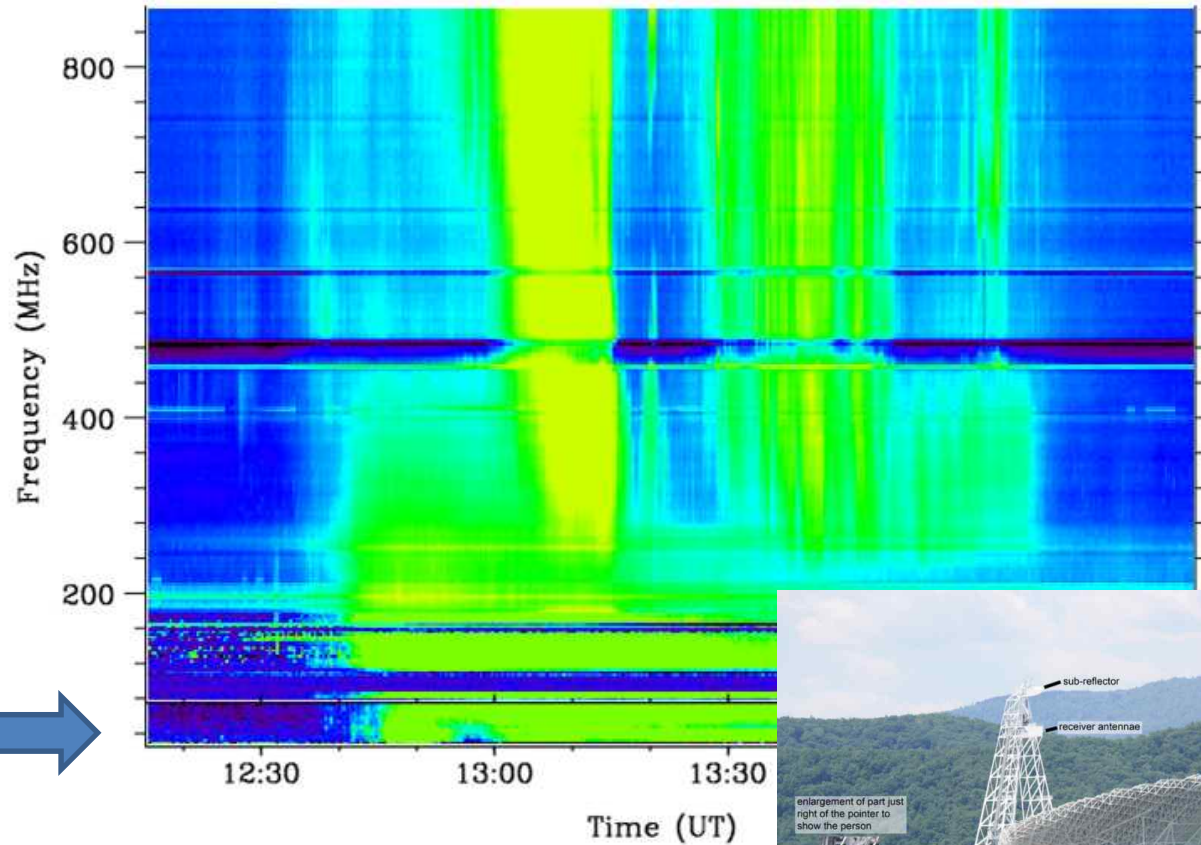 800
600
400
200
Frequency (MHz)
12:30
13:00
13:30
Time (UT)
sub-reflector
receiver antennae
enlargement of part just
right of the pointer to
show the person